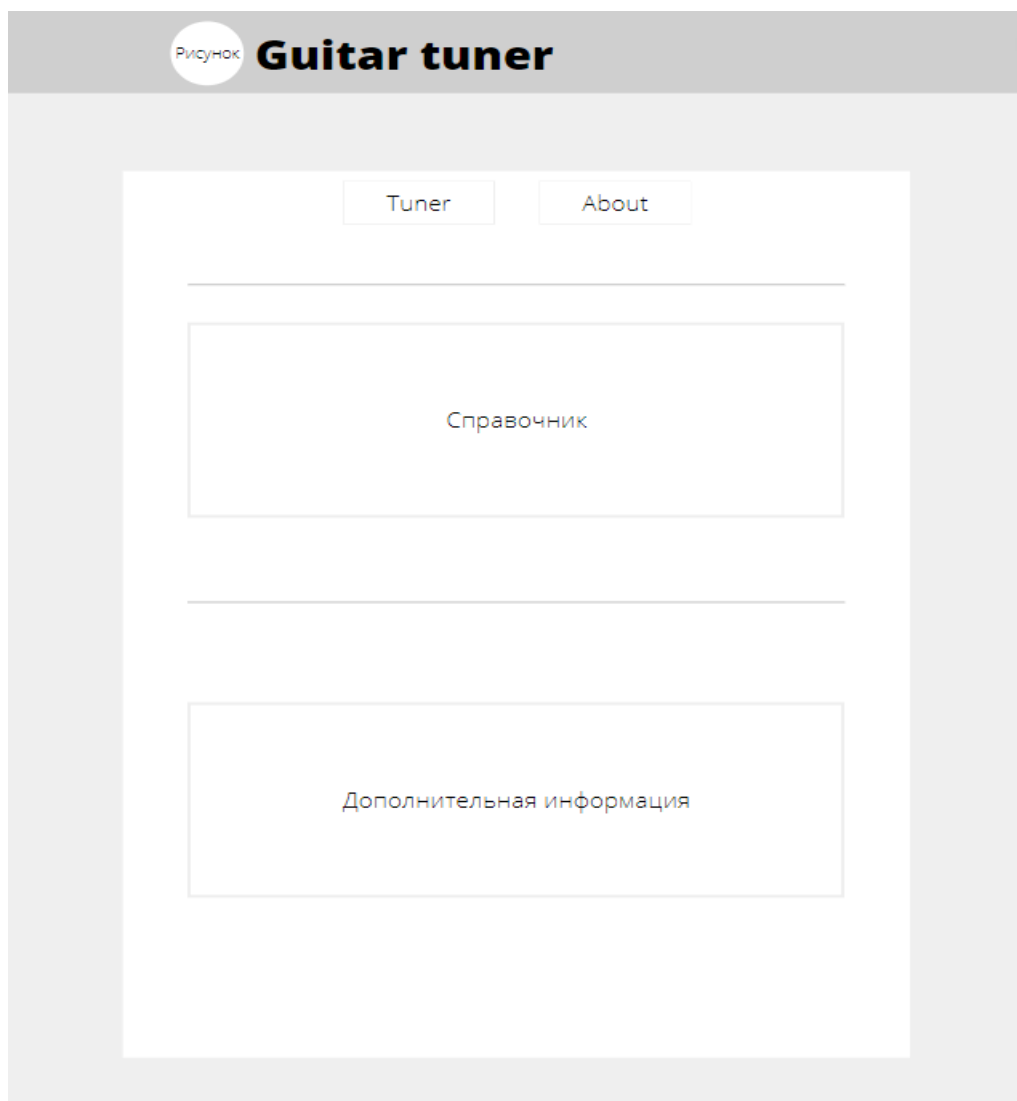 Рисунок
Guitar tuner
Tuner
About
Справочник
Дополнительная информация